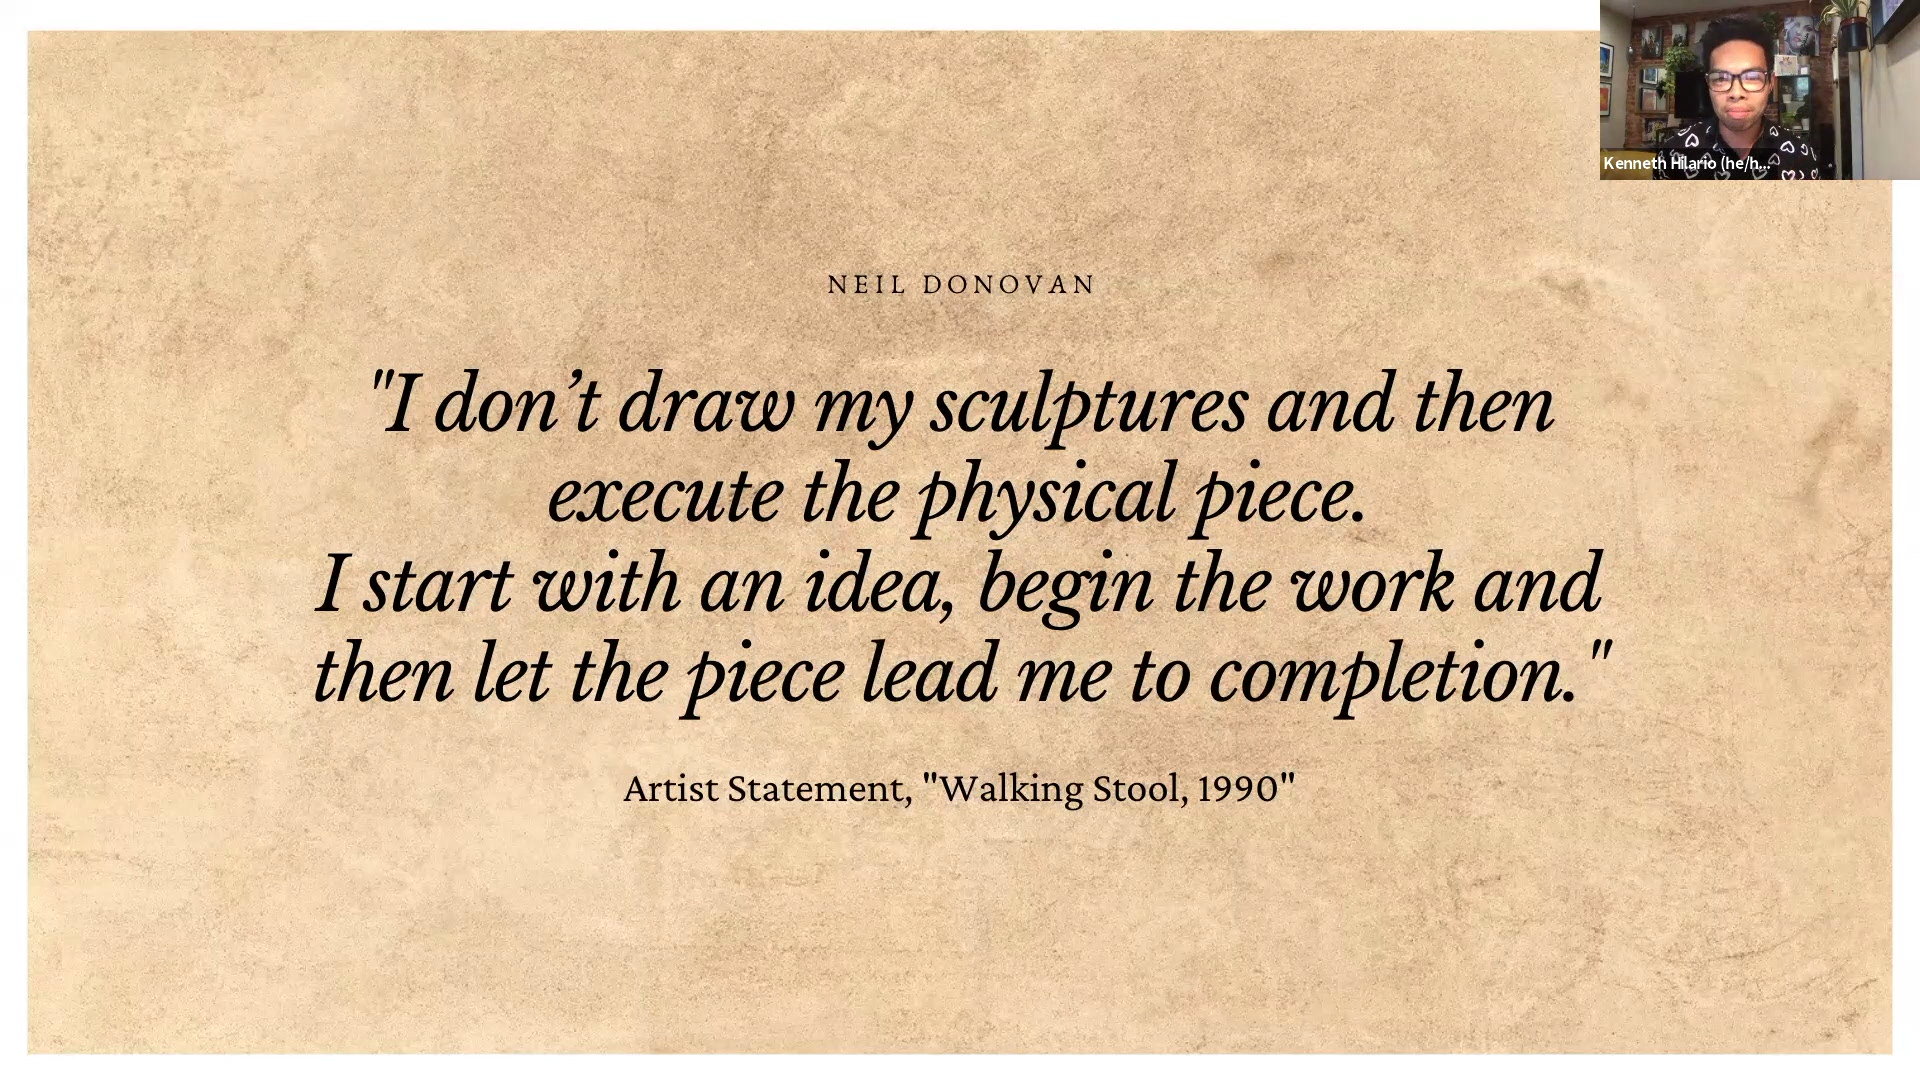 NEIL DONOVAN
"I don’t draw my sculptures and then
execute the physical piece.
I start with an idea, begin the work and
then let the piece lead me to completion."
Artist Statement, "Walking Stool, 1990"
Kenneth Hilario (he/h...